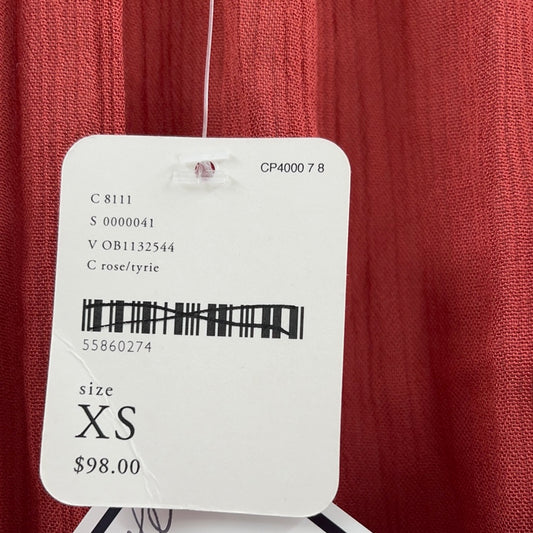 CP4000 7 8
C 8111
S 0000041
V OB1132544
C rose/tyrie
55860274
size
XS
$98.00